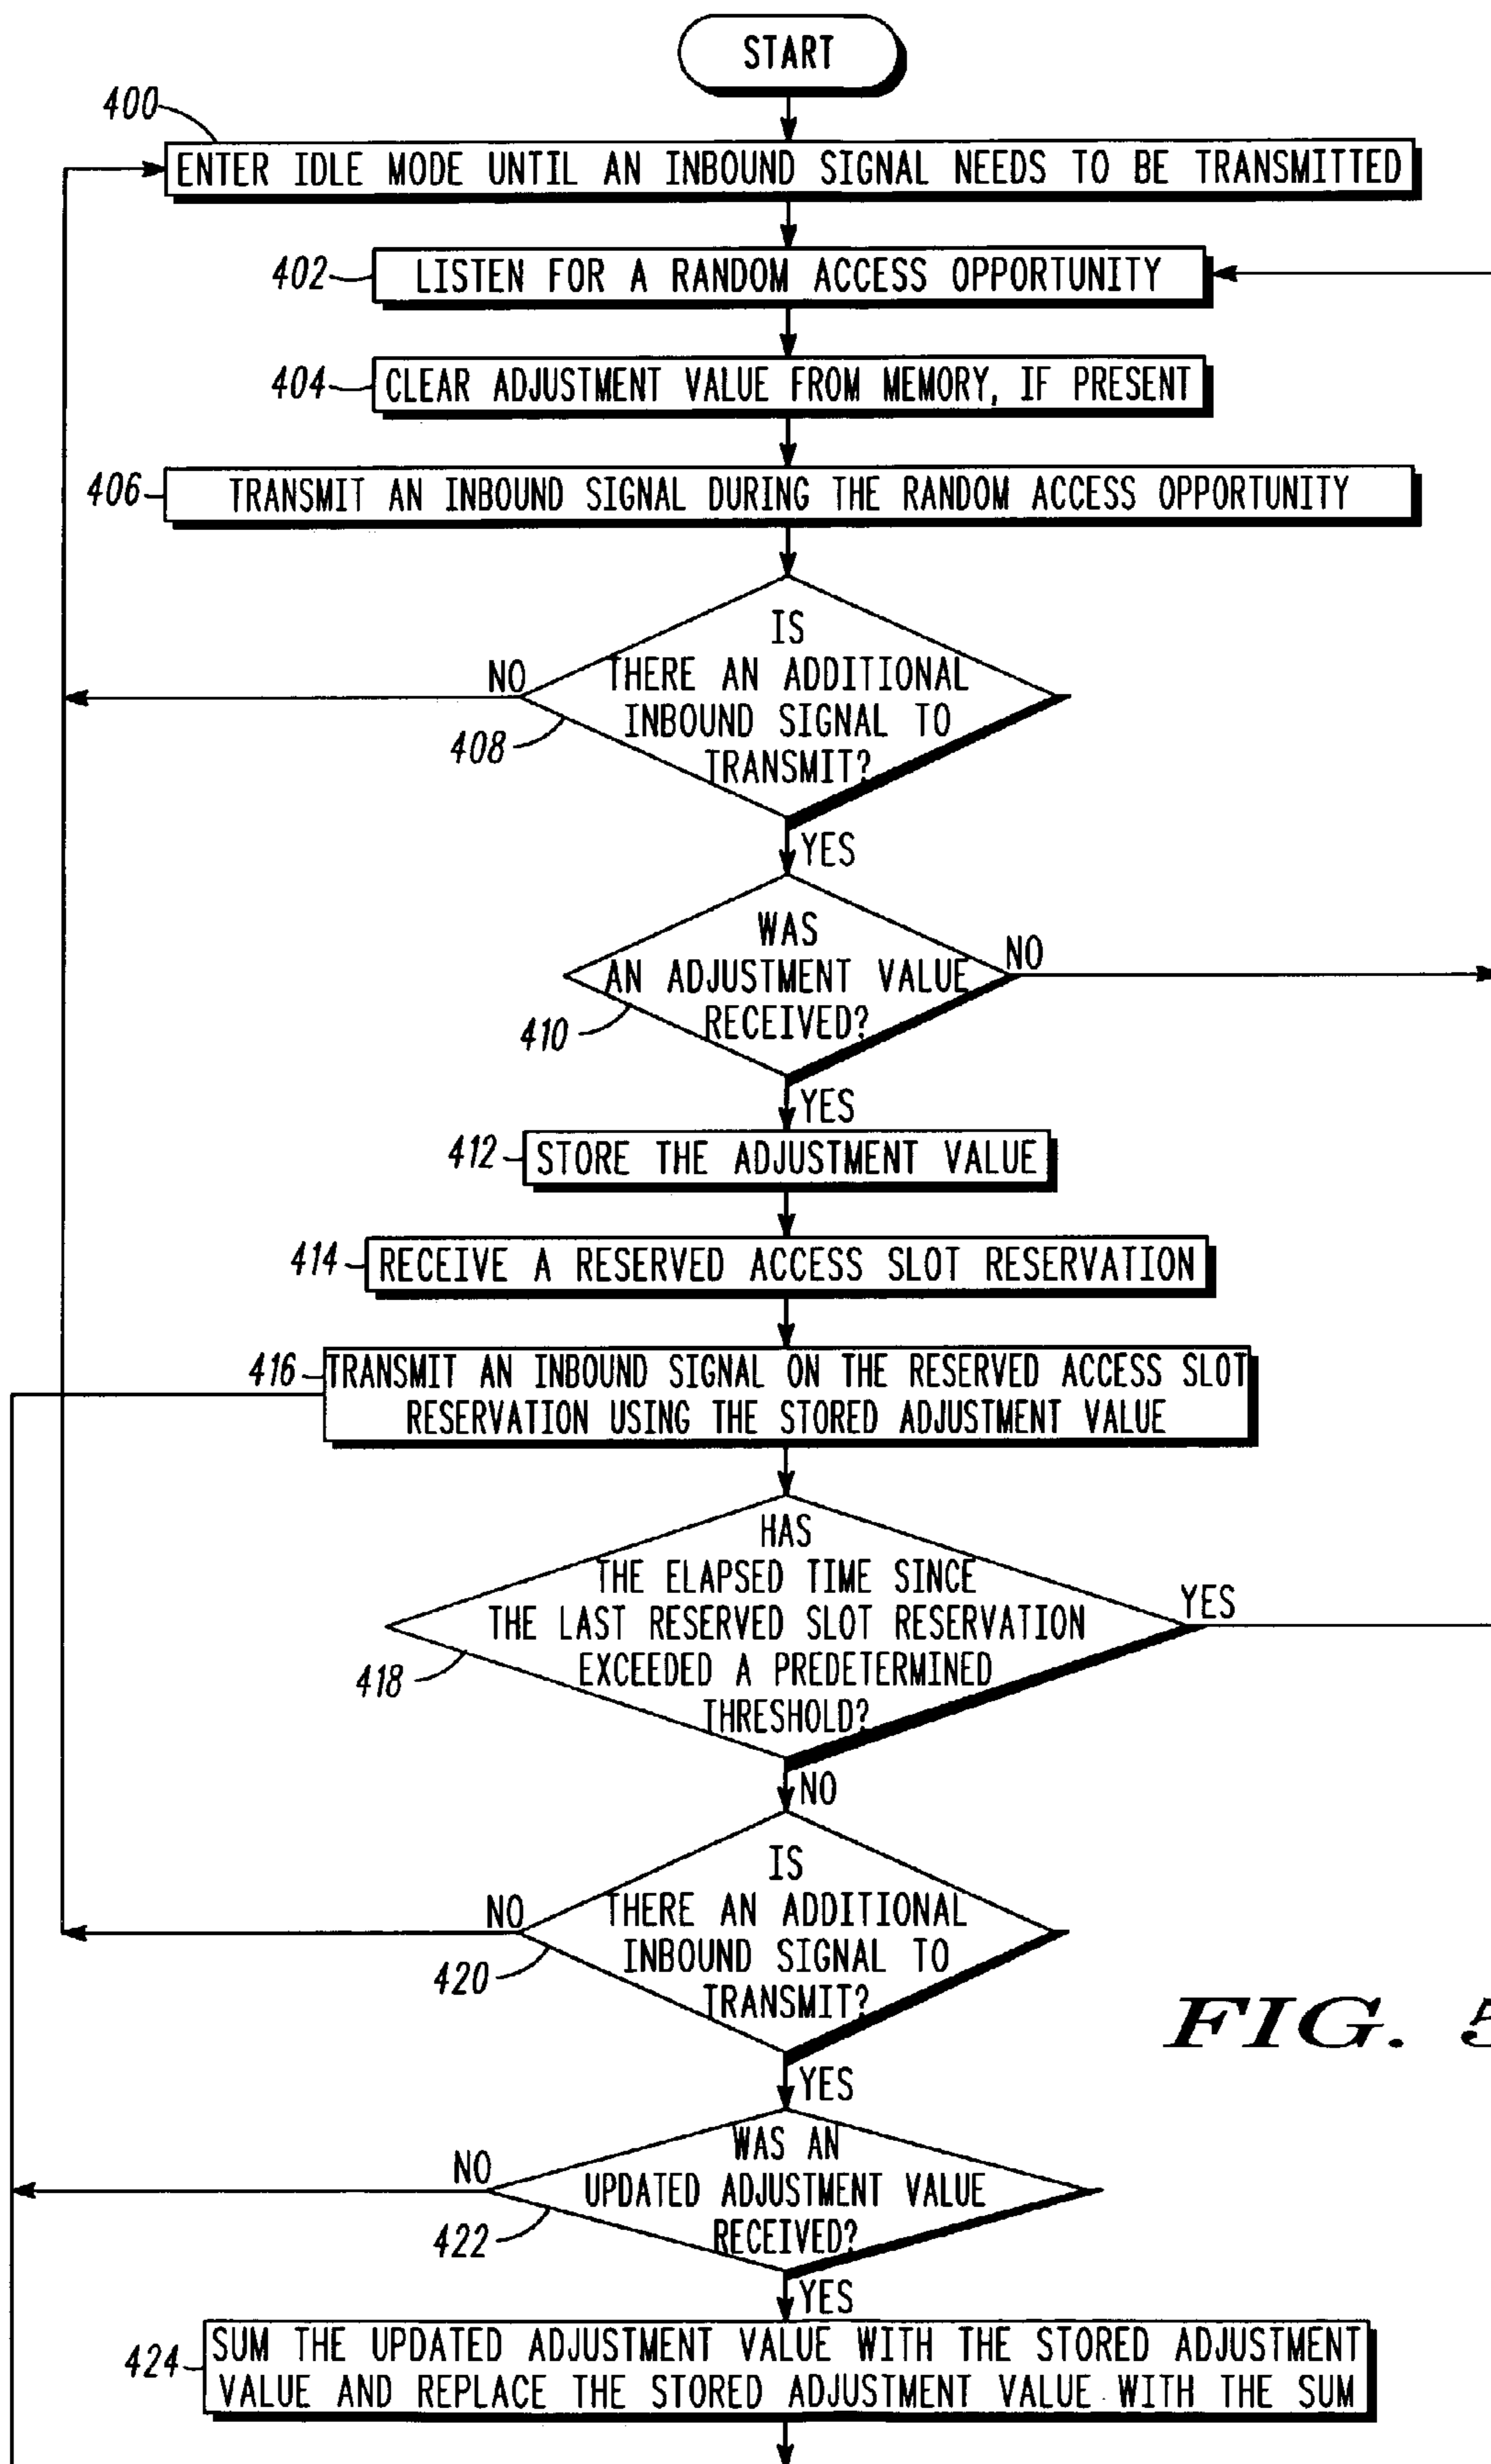 START
400
ENTER IDLE MODE UNTIL AN INBOUND SIGNAL NEEDS TO BE TRANSMITTED
402
LISTEN FOR A RANDOM ACCESS OPPORTUNITY
404
CLEAR ADJUSTMENT VALUE FROM MEMORY, IF PRESENT
406
TRANSMIT AN INBOUND SIGNAL DURING THE RANDOM ACCESS OPPORTUNITY
IS
THERE AN ADDITIONAL
INBOUND SIGNAL TO
TRANSMIT?
NO
408
YES
WAS
AN ADJUSTMENT VALUE
RECEIVED?
NO
410
YES
412
STORE THE ADJUSTMENT VALUE
414
RECEIVE A RESERVED ACCESS SLOT RESERVATION
416
TRANSMIT AN INBOUND SIGNAL ON THE RESERVED ACCESS SLOT
RESERVATION USING THE STORED ADJUSTMENT VALUE
HAS
THE ELAPSED TIME SINCE
THE LAST RESERVED SLOT RESERVATION
EXCEEDED A PREDETERMINED
THRESHOLD?
YES
418
NO
IS
THERE AN ADDITIONAL
INBOUND SIGNAL TO
TRANSMIT?
NO
420
YES
FIG. 5
WAS AN
UPDATED ADJUSTMENT VALUE
RECEIVED?
NO
422
YES
424
SUM THE UPDATED ADJUSTMENT VALUE WITH THE STORED ADJUSTMENT
VALUE AND REPLACE THE STORED ADJUSTMENT VALUE WITH THE SUM